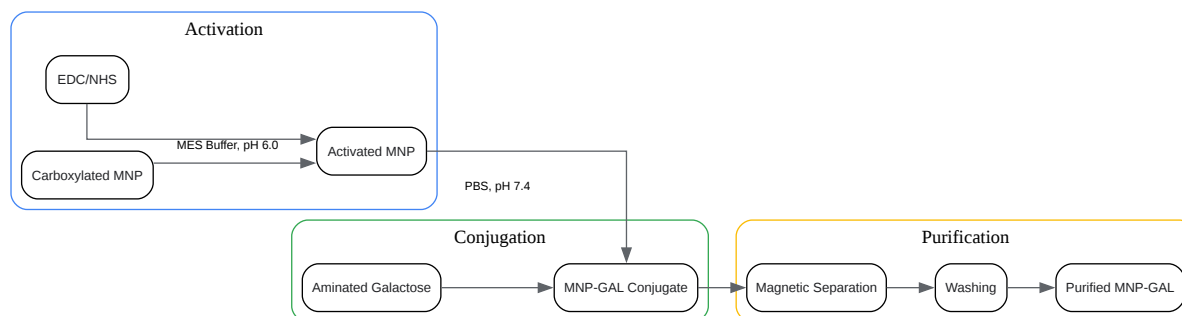 Activation
EDC/NHS
MES Buffer, pH 6.0
Activated MNP
Carboxylated MNP
PBS, pH 7.4
Conjugation
Aminated Galactose
MNP-GAL Conjugate
Purification
Magnetic Separation
Washing
Purified MNP-GAL